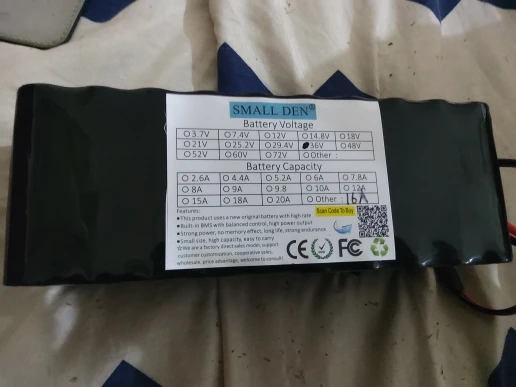 SMALL DEN®
Battery Voltage
○3.7V ○7.4V ○12V ○14.8V ○18V
○21V ○25.2V ○29.4V ●36V ○48V
○52V ○60V ○72V ○Other :
Battery Capacity
○2.6A ○4.4A ○5.2A ○6A ○7.8A
○8A ○9A ○9.8 ○10A ○12A
○15A ○18A ○20A ○Other 16A
Features:
●This product uses a new original battery with high rate
●Built-in BMS with balanced control, high power output
●Strong power, no memory effect, long life, strong endurance
●Small size, high capacity, easy to carry
☆We are a factory direct sales model, support
customer customization, cooperative sales,
wholesale, price advantage, welcome to consult!
Scan Code To Buy
CE FC